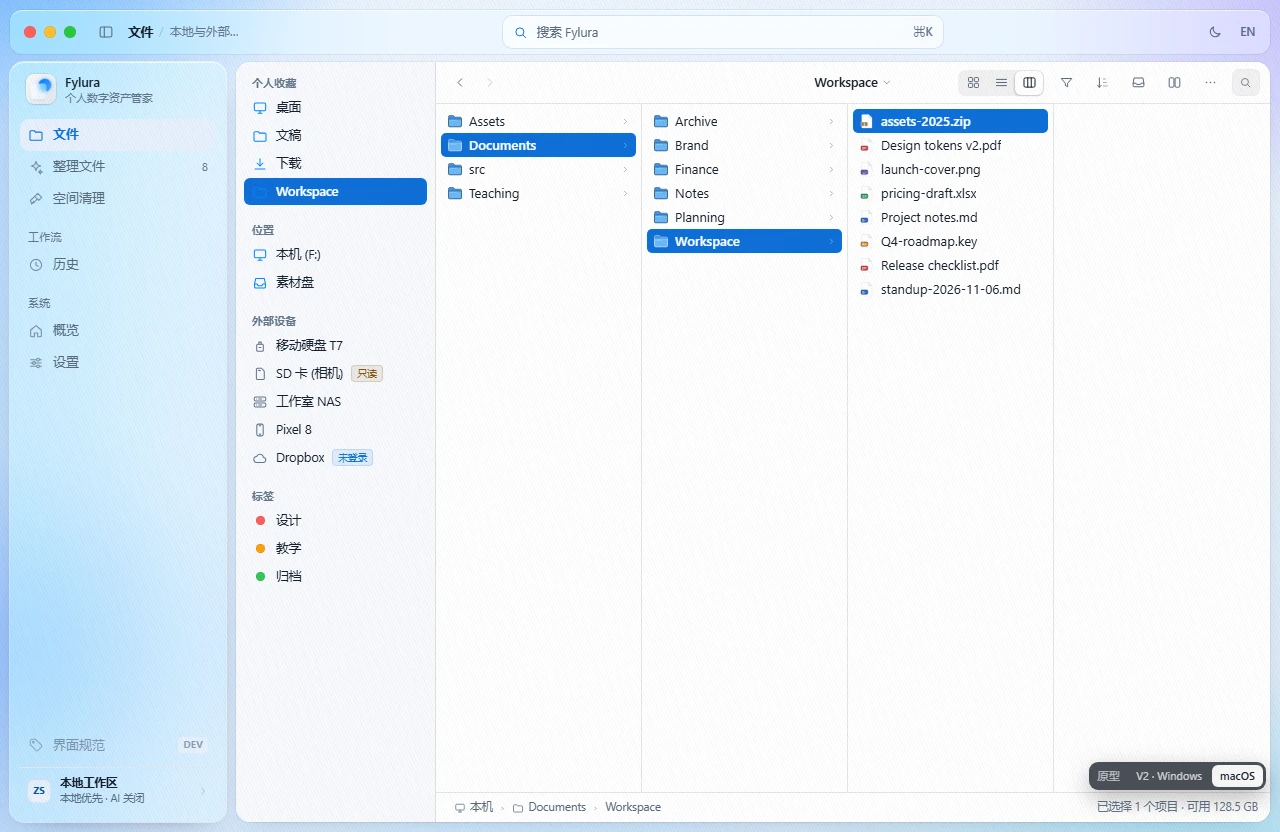 文件 / 本地与外部...
搜索 Fylura ⌘K
EN
Fylura
个人数字资产管家
文件
整理文件 8
空间清理
工作流
历史
系统
概览
设置
界面规范 DEV
ZS
本地工作区
本地优先 · AI 关闭
个人收藏
桌面
文稿
下载
Workspace
位置
本机 (F:)
素材盘
外部设备
移动硬盘 T7
SD 卡 (相机) 只读
工作室 NAS
Pixel 8
Dropbox 未登录
标签
设计
教学
归档
Workspace
Assets
Documents
src
Teaching
Archive
Brand
Finance
Notes
Planning
Workspace
assets-2025.zip
Design tokens v2.pdf
launch-cover.png
pricing-draft.xlsx
Project notes.md
Q4-roadmap.key
Release checklist.pdf
standup-2026-11-06.md
原型 V2 · Windows macOS
本机 › Documents › Workspace
已选择 1 个项目 · 可用 128.5 GB